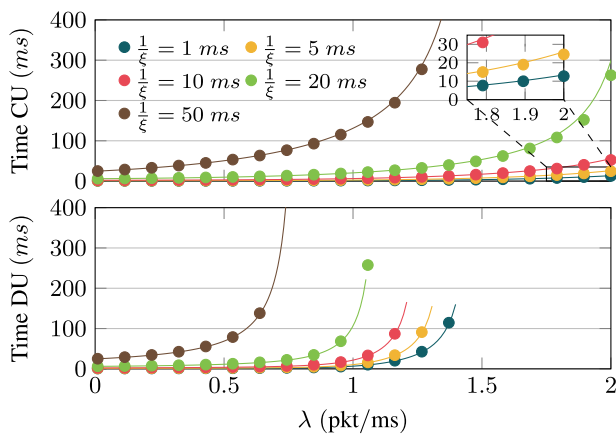 400
300
200
100
0
Time CU (ms)
1/ξ = 1 ms
1/ξ = 5 ms
1/ξ = 10 ms
1/ξ = 20 ms
1/ξ = 50 ms
30
20
10
0
1.8 1.9 2
400
300
200
100
0
Time DU (ms)
0 0.5 1 1.5 2
λ (pkt/ms)